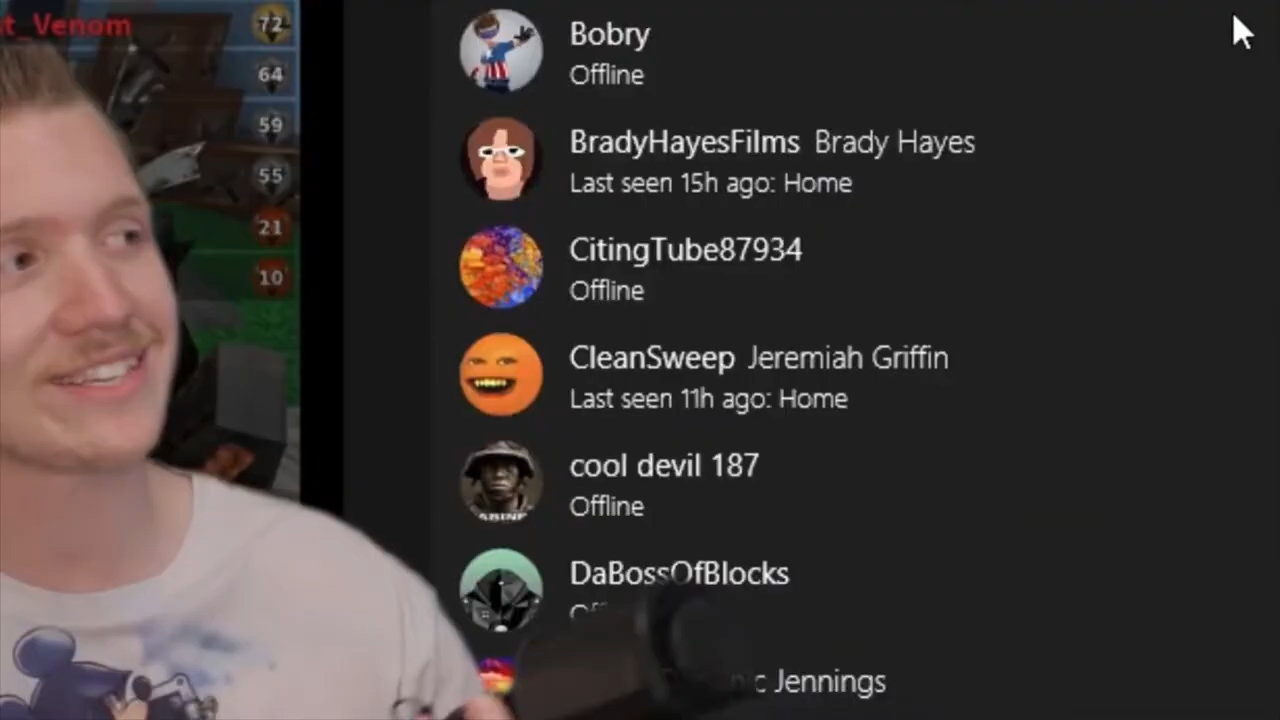 t_Venom
72
64
59
55
21
10
Bobry
Offline
BradyHayesFilms Brady Hayes
Last seen 15h ago: Home
CitingTube87934
Offline
CleanSweep Jeremiah Griffin
Last seen 11h ago: Home
cool devil 187
Offline
DaBossOfBlocks
Jennings